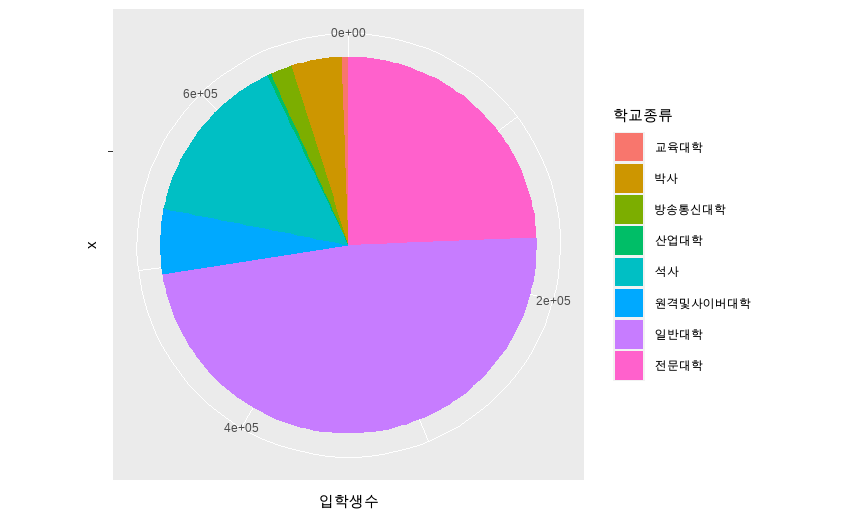 0e+00
6e+05
2e+05
4e+05
x
입학생수
학교종류
교육대학
박사
방송통신대학
산업대학
석사
원격및사이버대학
일반대학
전문대학